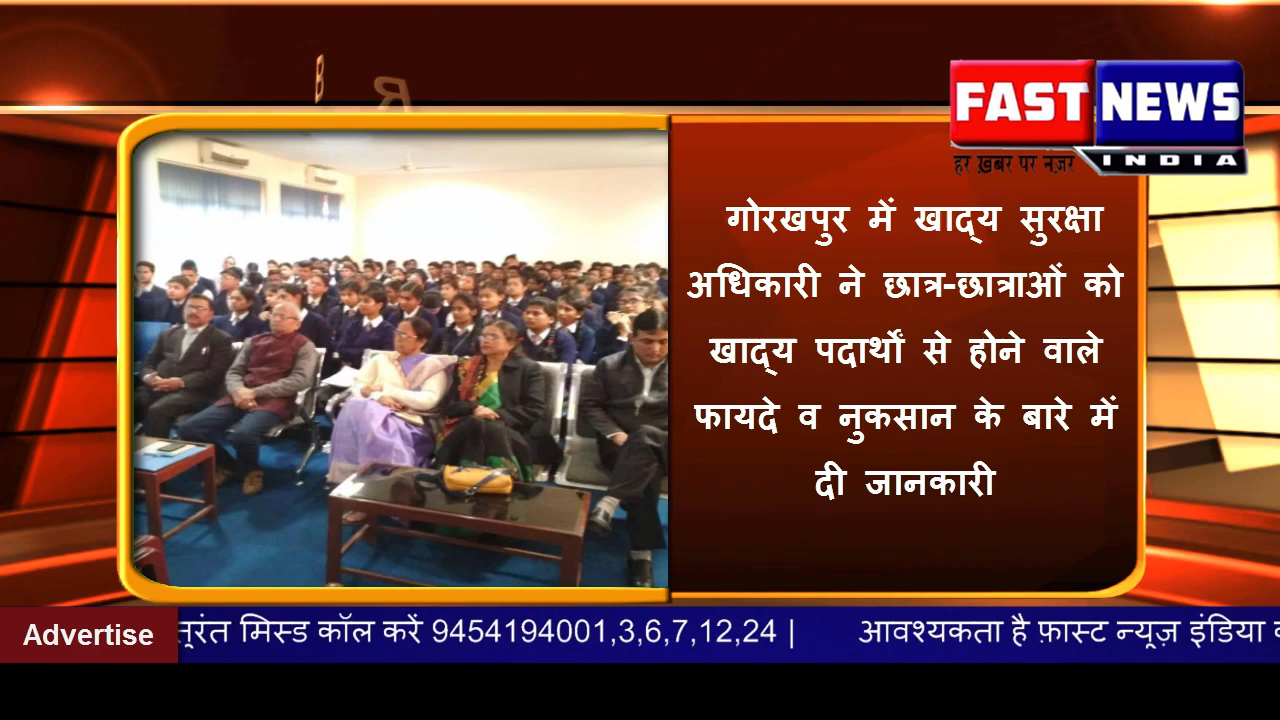 B R
FAST NEWS
INDIA
हर ख़बर पर नज़र
गोरखपुर में खाद्य सुरक्षा
अधिकारी ने छात्र-छात्राओं को
खाद्य पदार्थों से होने वाले
फायदे व नुकसान के बारे में
दी जानकारी
Advertise
तुरंत मिस्ड कॉल करें 9454194001,3,6,7,12,24 | आवश्यकता है फ़ास्ट न्यूज़ इंडिया